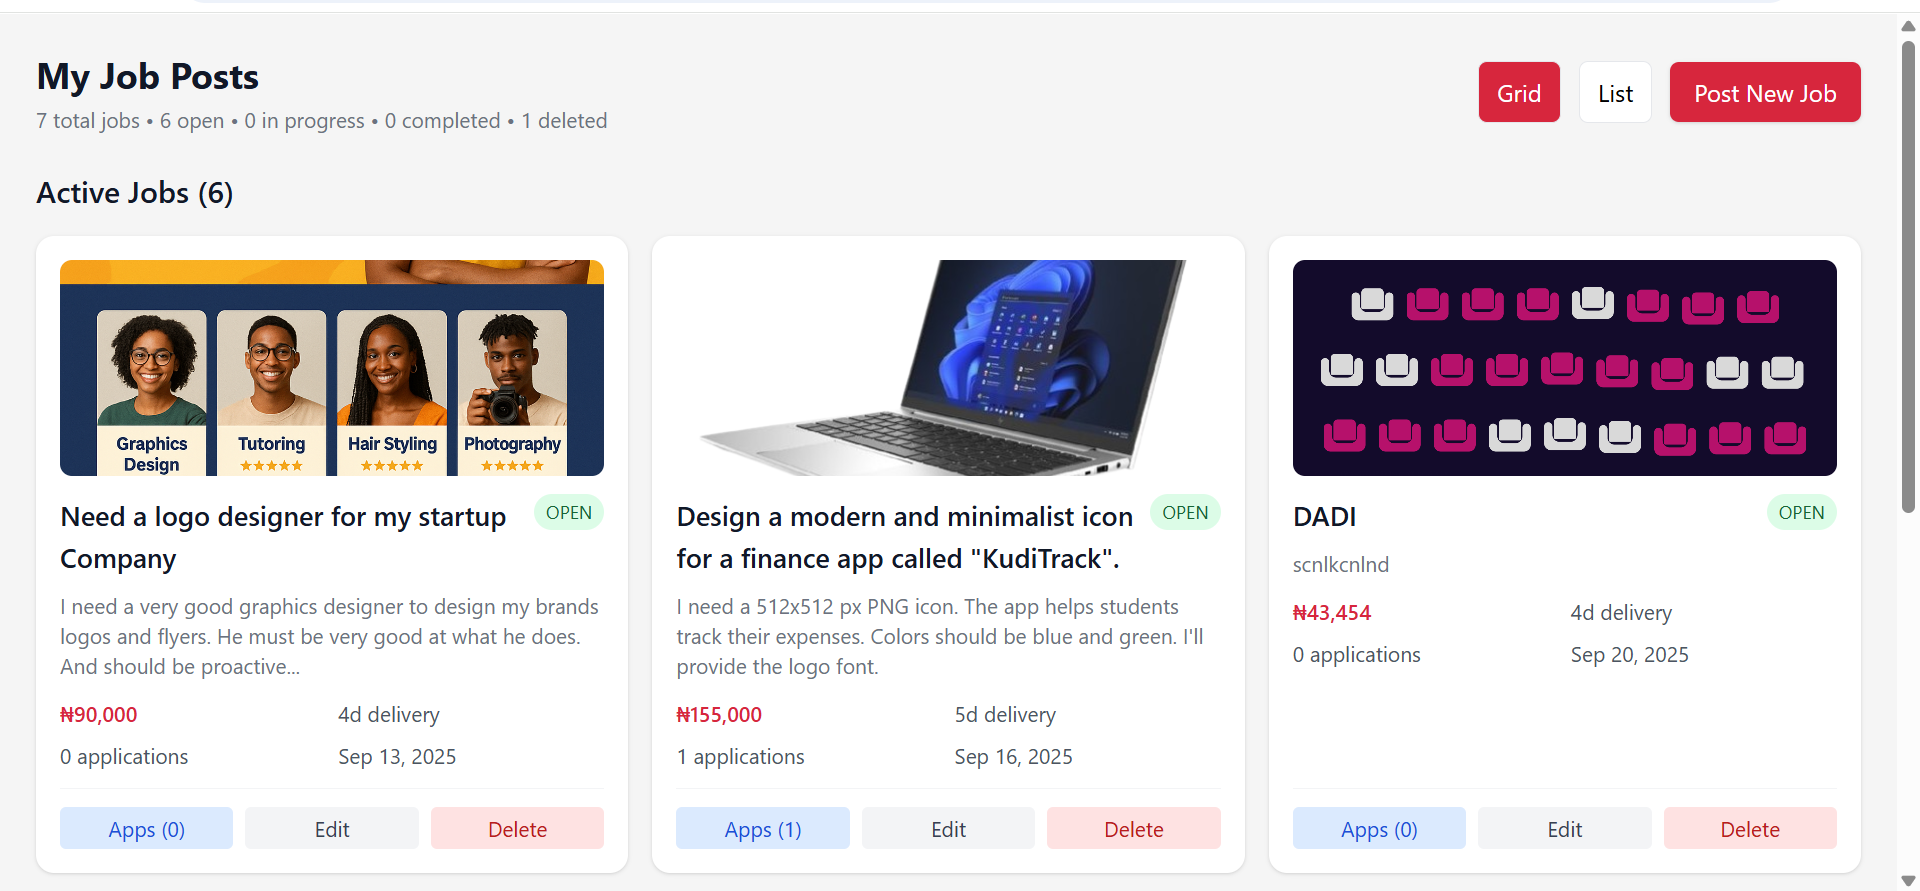 My Job Posts
7 total jobs • 6 open • 0 in progress • 0 completed • 1 deleted
Grid
List
Post New Job
Active Jobs (6)
Graphics
Design
Tutoring
Hair Styling
Photography
Need a logo designer for my startup
Company
OPEN
I need a very good graphics designer to design my brands
logos and flyers. He must be very good at what he does.
And should be proactive...
₦90,000
4d delivery
0 applications
Sep 13, 2025
Apps (0)
Edit
Delete
Design a modern and minimalist icon
for a finance app called "KudiTrack".
OPEN
I need a 512x512 px PNG icon. The app helps students
track their expenses. Colors should be blue and green. I'll
provide the logo font.
₦155,000
5d delivery
1 applications
Sep 16, 2025
Apps (1)
Edit
Delete
DADI
OPEN
scnlkcnlnd
₦43,454
4d delivery
0 applications
Sep 20, 2025
Apps (0)
Edit
Delete